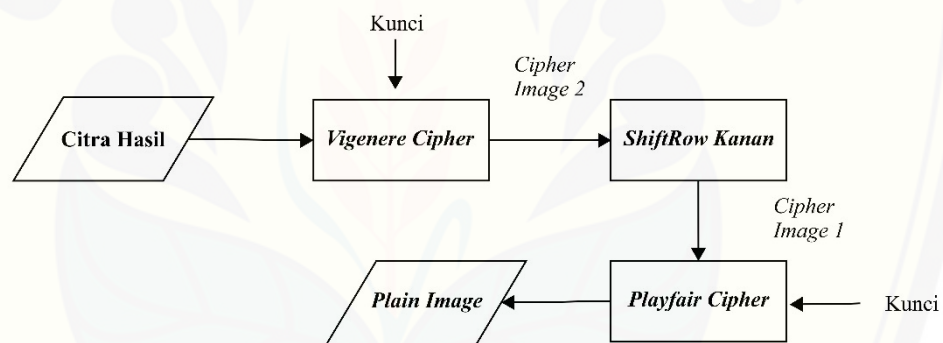 Kunci
Cipher
Image 2
Citra Hasil
Vigenere Cipher
ShiftRow Kanan
Cipher
Image 1
Plain Image
Playfair Cipher
Kunci